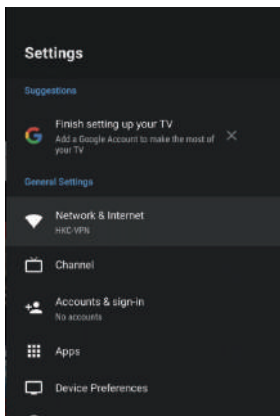 Settings
Suggestions
Finish setting up your TV
Add a Google Account to make the most of
your TV
General Settings
Network & Internet
HKC-VPN
Channel
Accounts & sign-in
No accounts
Apps
Device Preferences